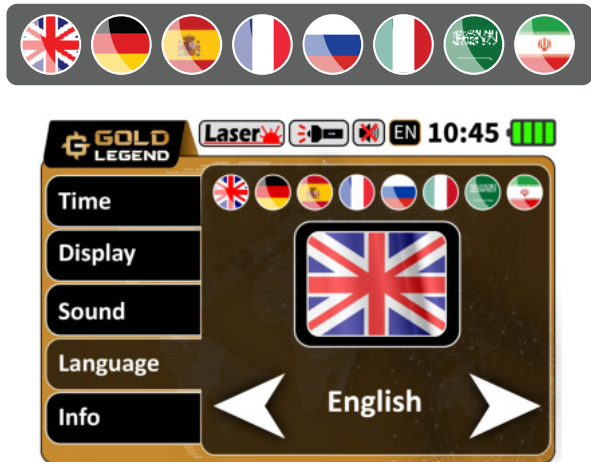 GOLD
LEGEND
Laser
EN
10:45
Time
Display
Sound
Language
Info
English